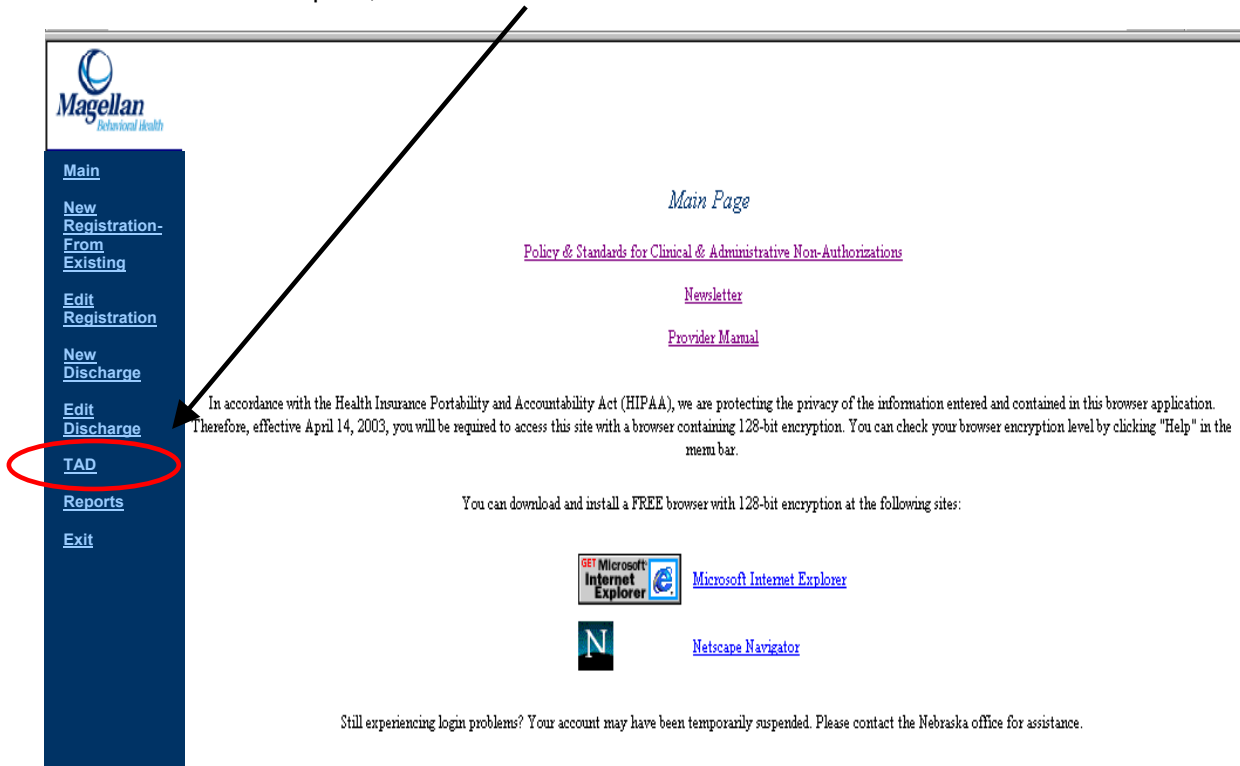 Magellan
Behavioral Health
Main
New
Registration-
From
Existing
Edit
Registration
New
Discharge
Edit
Discharge
TAD
Reports
Exit
Main Page
Policy & Standards for Clinical & Administrative Non-Authorizations
Newsletter
Provider Manual
In accordance with the Health Insurance Portability and Accountability Act (HIPAA), we are protecting the privacy of the information entered and contained in this browser application.
Therefore, effective April 14, 2003, you will be required to access this site with a browser containing 128-bit encryption. You can check your browser encryption level by clicking "Help" in the
menu bar.
You can download and install a FREE browser with 128-bit encryption at the following sites:
GET Microsoft
Internet
Explorer
Microsoft Internet Explorer
N
Netscape Navigator
Still experiencing login problems? Your account may have been temporarily suspended. Please contact the Nebraska office for assistance.